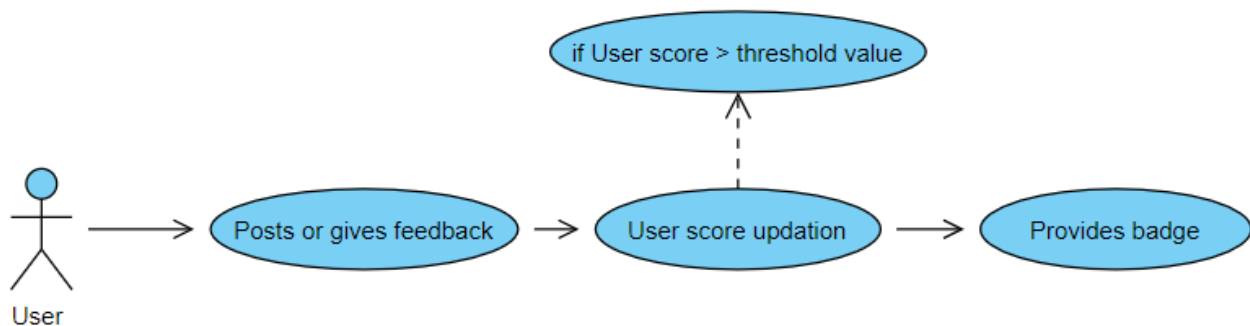 if User score > threshold value
Posts or gives feedback
User score updation
Provides badge
User